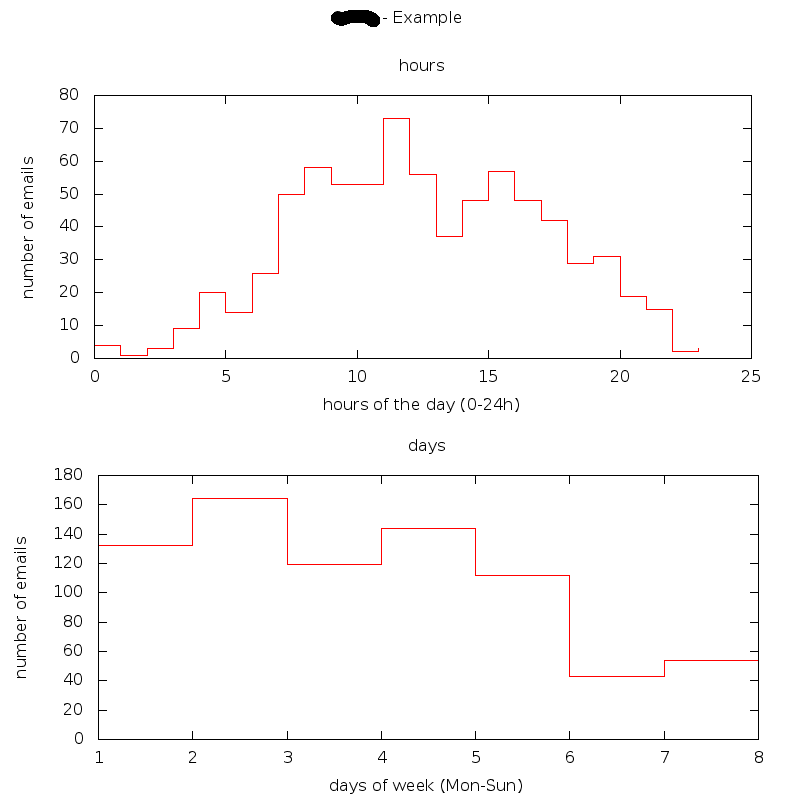 - Example
hours
80
70
60
50
40
30
20
10
0
number of emails
0 5 10 15 20 25
hours of the day (0-24h)
days
180
160
140
120
100
80
60
40
20
0
number of emails
1 2 3 4 5 6 7 8
days of week (Mon-Sun)